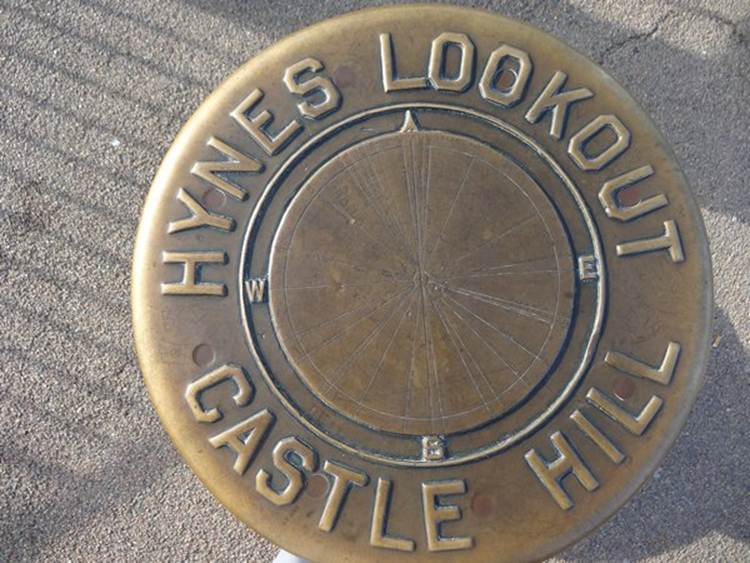 HYNES LOOKOUT
W E
S
CASTLE HILL